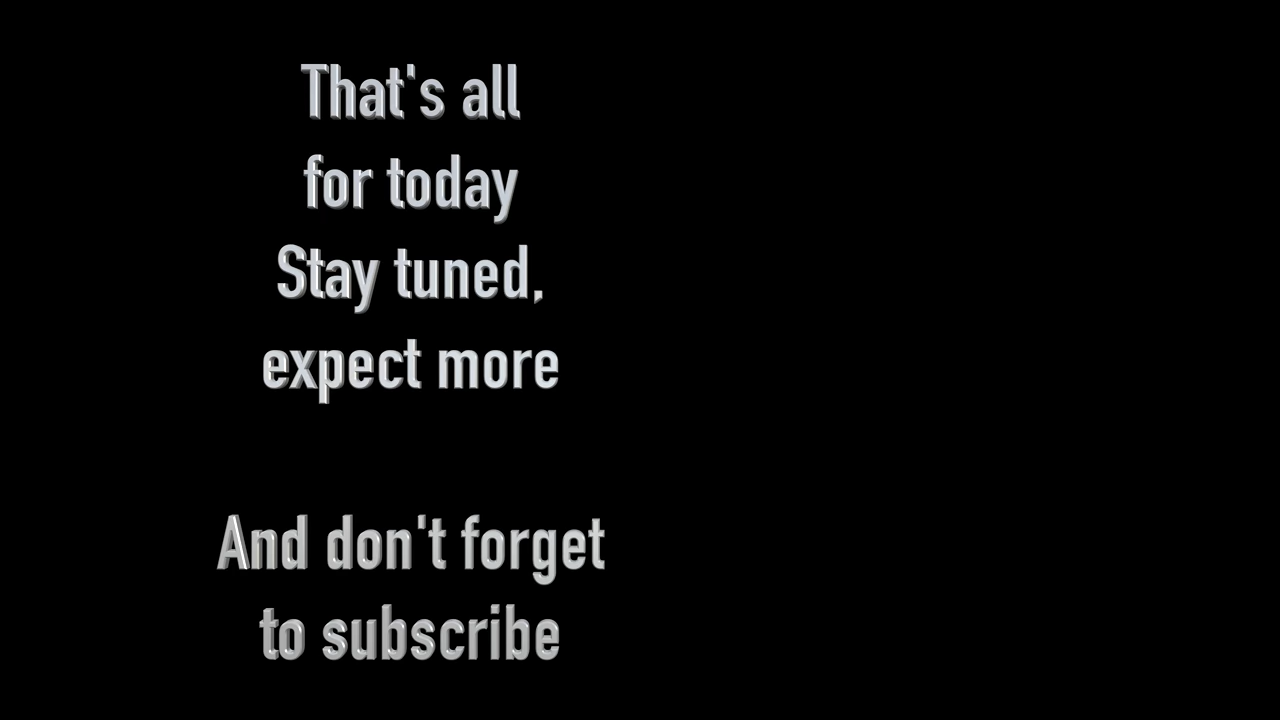 That's all
for today
Stay tuned,
expect more
And don't forget
to subscribe